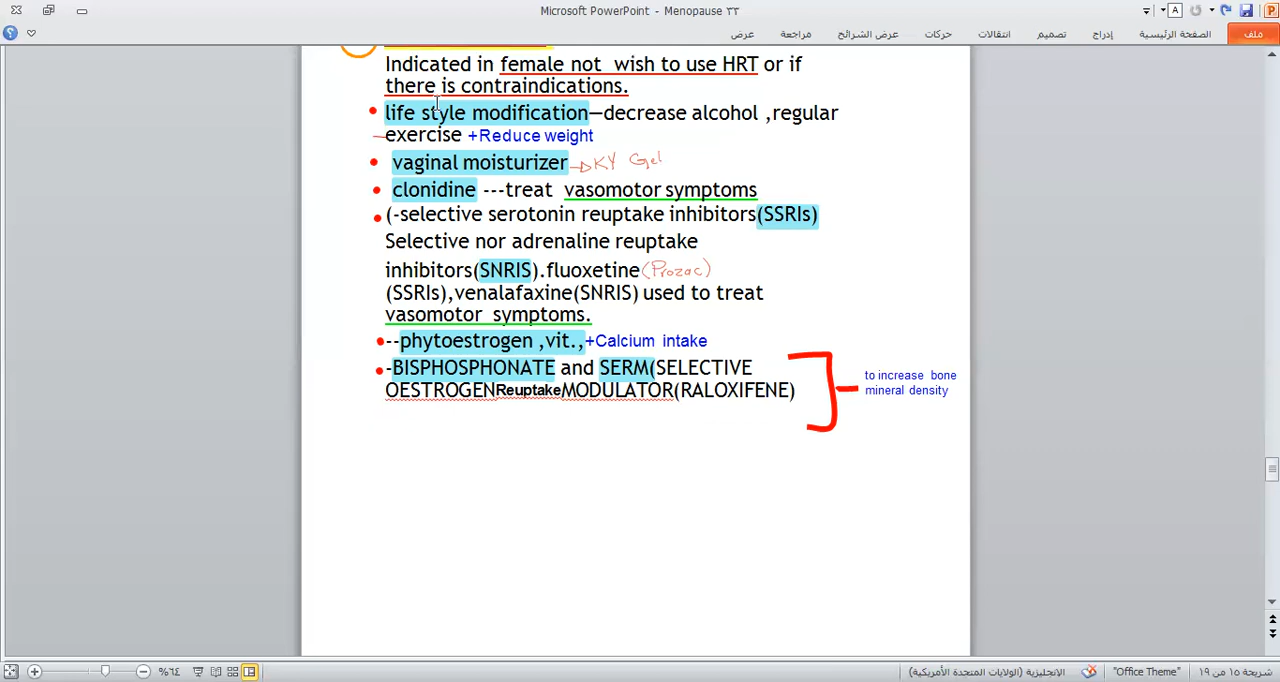 Microsoft PowerPoint - Menopause ٣٣
ملف
الصفحة الرئيسية
إدراج
تصميم
انتقالات
حركات
عرض الشرائح
مراجعة
عرض
Indicated in female not wish to use HRT or if
there is contraindications.
life style modification—decrease alcohol ,regular
exercise +Reduce weight
vaginal moisturizer KY Gel
clonidine ---treat vasomotor symptoms
(-selective serotonin reuptake inhibitors(SSRIs)
Selective nor adrenaline reuptake
inhibitors(SNRIS).fluoxetine (Prozac)
(SSRIs),venalafaxine(SNRIS) used to treat
vasomotor symptoms.
--phytoestrogen ,vit.,+Calcium intake
-BISPHOSPHONATE and SERM(SELECTIVE
OESTROGENReuptakeMODULATOR(RALOXIFENE)
to increase bone
mineral density
شريحة ١٥ من ١٩
"Office Theme"
الإنجليزية (الولايات المتحدة الأمريكية)
٦٤%